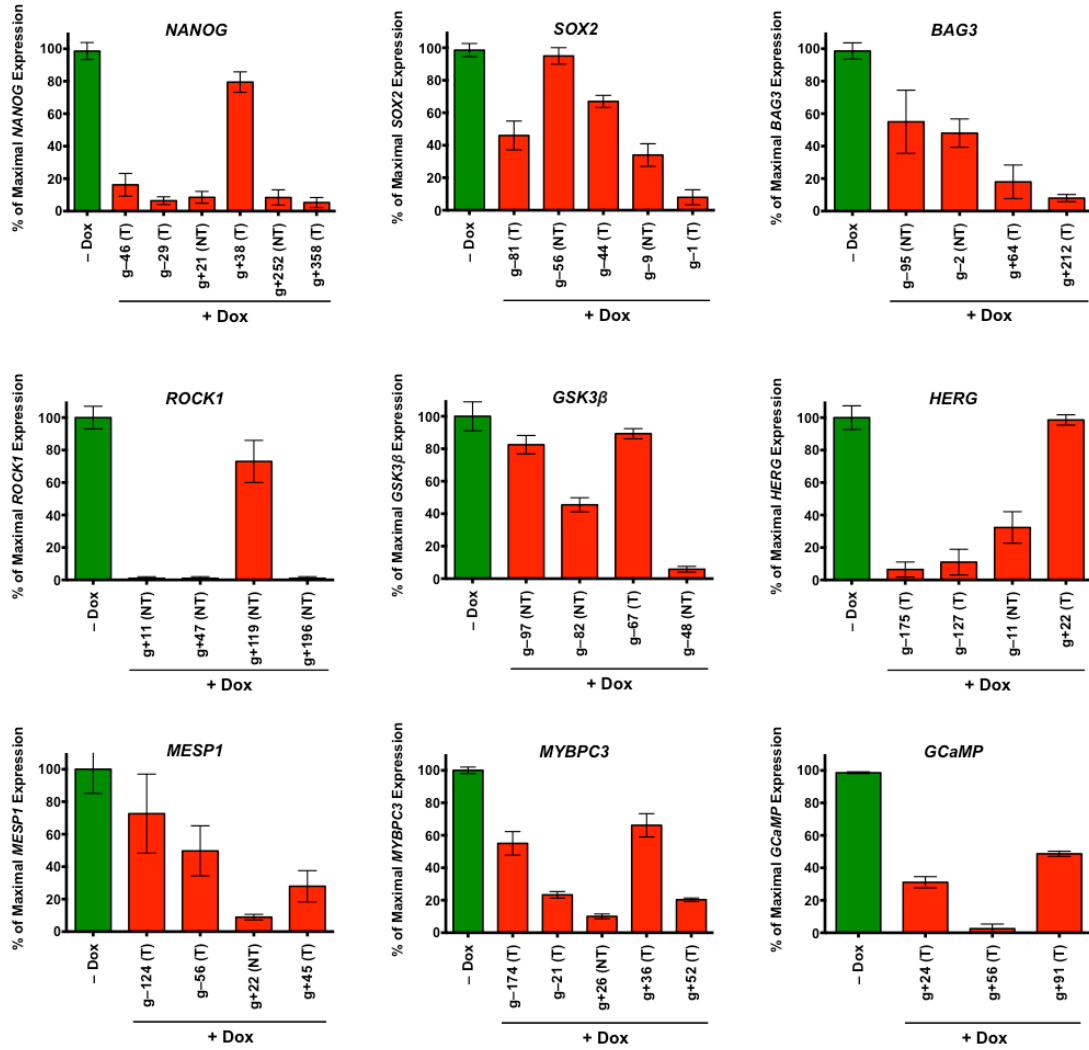 NANOG
% of Maximal NANOG Expression
100
80
60
40
20
0
– Dox
g–46 (T)
g–29 (T)
g+21 (NT)
g+38 (T)
g+252 (NT)
g+358 (T)
+ Dox
SOX2
% of Maximal SOX2 Expression
100
80
60
40
20
0
– Dox
g–81 (T)
g–56 (NT)
g–44 (T)
g–9 (NT)
g–1 (T)
+ Dox
BAG3
% of Maximal BAG3 Expression
100
80
60
40
20
0
– Dox
g–95 (NT)
g–2 (NT)
g+64 (T)
g+212 (T)
+ Dox
ROCK1
% of Maximal ROCK1 Expression
100
80
60
40
20
0
– Dox
g+11 (NT)
g+47 (NT)
g+119 (NT)
g+196 (NT)
+ Dox
GSK3β
% of Maximal GSK3β Expression
100
80
60
40
20
0
– Dox
g–97 (NT)
g–82 (NT)
g–67 (T)
g–48 (NT)
+ Dox
HERG
% of Maximal HERG Expression
100
80
60
40
20
0
– Dox
g–175 (T)
g–127 (T)
g–11 (NT)
g+22 (T)
+ Dox
MESP1
% of Maximal MESP1 Expression
100
80
60
40
20
0
– Dox
g–124 (T)
g–56 (T)
g+22 (NT)
g+45 (T)
+ Dox
MYBPC3
% of Maximal MYBPC3 Expression
100
80
60
40
20
0
– Dox
g–174 (T)
g–21 (T)
g+26 (NT)
g+36 (T)
g+52 (T)
+ Dox
GCaMP
% of Maximal GCaMP Expression
100
80
60
40
20
0
– Dox
g+24 (T)
g+56 (T)
g+91 (T)
+ Dox